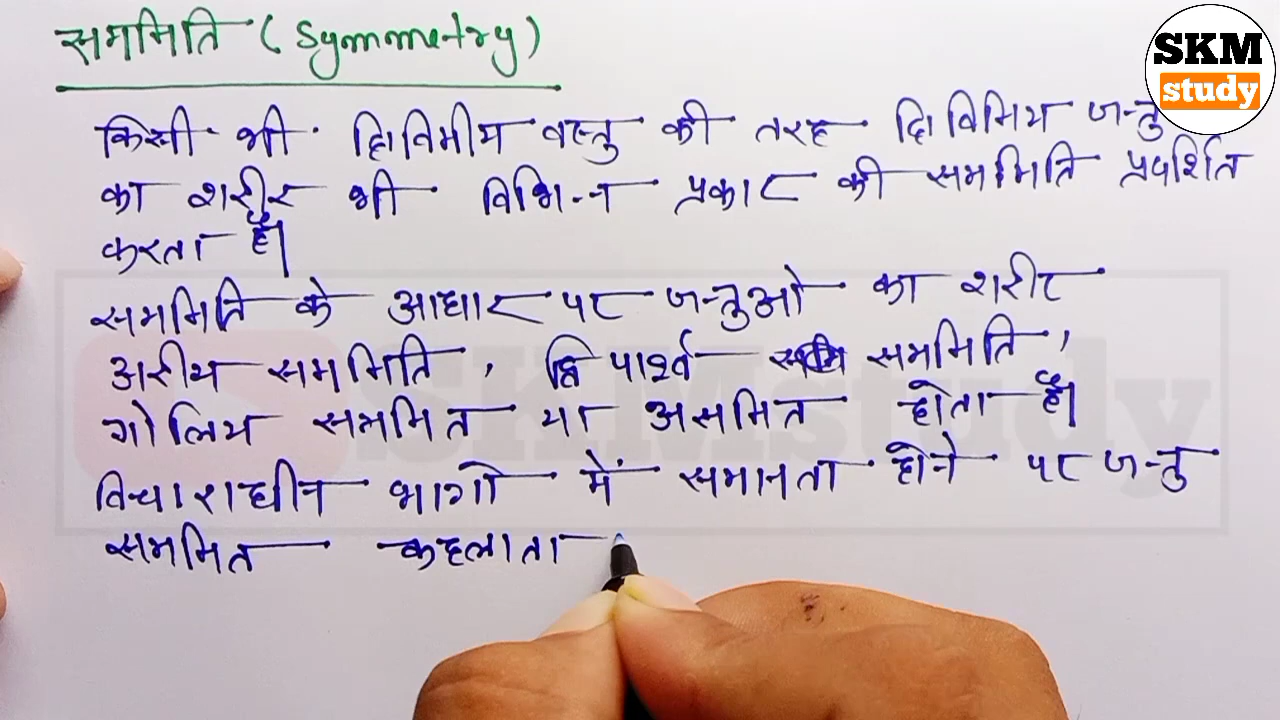 सममिति (Symmetry)
SKM
study
किसी भी द्विविमीय वस्तु की तरह द्विविमिय जन्तु
का शरीर भी विभिन्न प्रकार की सममिति प्रदर्शित
करता है।
सममिति के आधार पर जन्तुओ का शरीर
अरीय सममिति, द्विपार्श्व सममिति,
गोलिय सममित या असमित होता है।
विचाराधीन भागो में समानता होने पर जन्तु
सममित कहलाता
SKMstudy